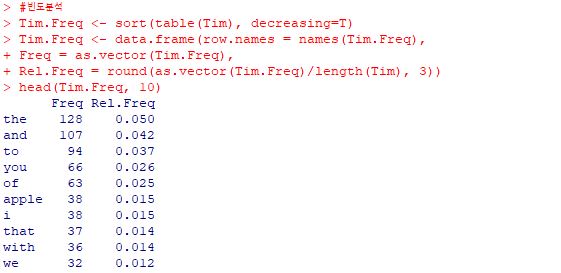 > #빈도분석
> Tim.Freq <- sort(table(Tim), decreasing=T)
> Tim.Freq <- data.frame(row.names = names(Tim.Freq),
+ Freq = as.vector(Tim.Freq),
+ Rel.Freq = round(as.vector(Tim.Freq)/length(Tim), 3))
> head(Tim.Freq, 10)
      Freq Rel.Freq
the    128    0.050
and    107    0.042
to      94    0.037
you     66    0.026
of      63    0.025
apple   38    0.015
i       38    0.015
that    37    0.014
with    36    0.014
we      32    0.012